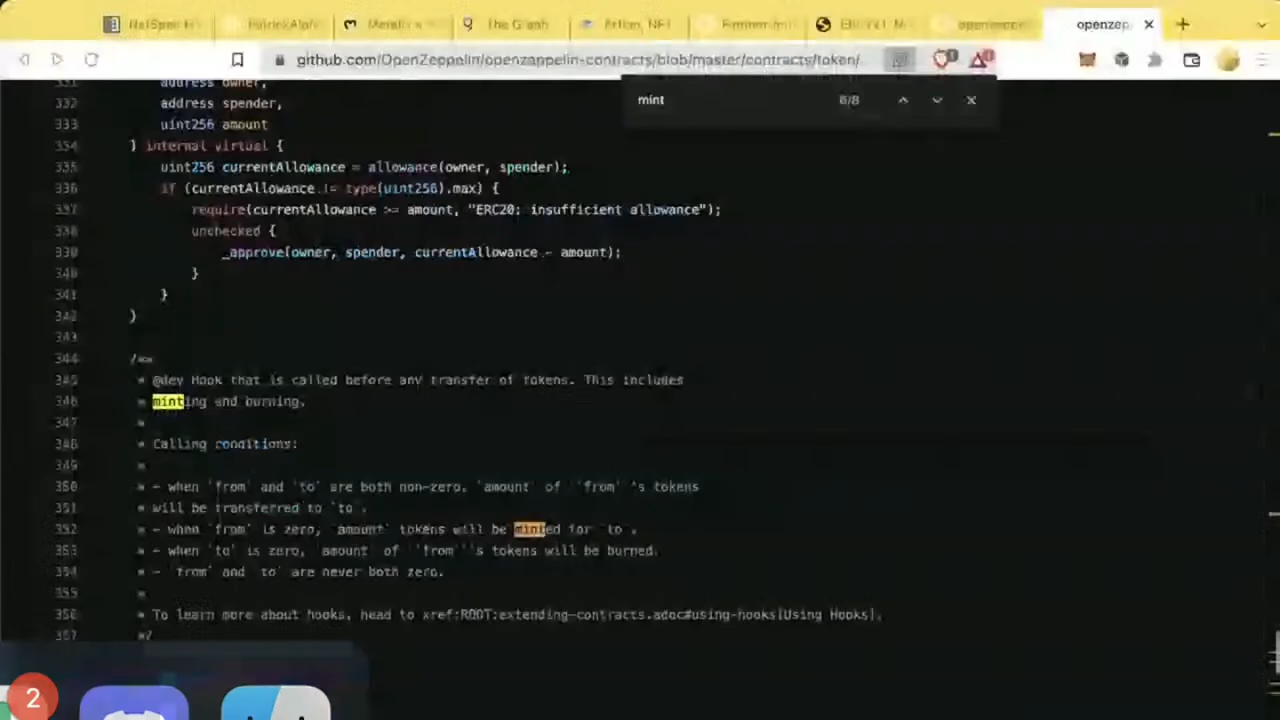 The Graph
openzep
github.com/OpenZeppelin/openzeppelin-contracts/blob/master/contracts/token/
mint
6/8
331 address owner,
332 address spender,
333 uint256 amount
334 ) internal virtual {
335 uint256 currentAllowance = allowance(owner, spender);
336 if (currentAllowance != type(uint256).max) {
337 require(currentAllowance >= amount, "ERC20: insufficient allowance");
338 unchecked {
339 _approve(owner, spender, currentAllowance - amount);
340 }
341 }
342 }
343
344 /**
345 * @dev Hook that is called before any transfer of tokens. This includes
346 * minting and burning.
347 *
348 * Calling conditions:
349 *
350 * - when `from` and `to` are both non-zero, `amount` of ``from``'s tokens
351 * will be transferred to `to`.
352 * - when `from` is zero, `amount` tokens will be minted for `to`.
353 * - when `to` is zero, `amount` of ``from``'s tokens will be burned.
354 * - `from` and `to` are never both zero.
355 *
356 * To learn more about hooks, head to xref:ROOT:extending-contracts.adoc#using-hooks[Using Hooks].
357 */
2